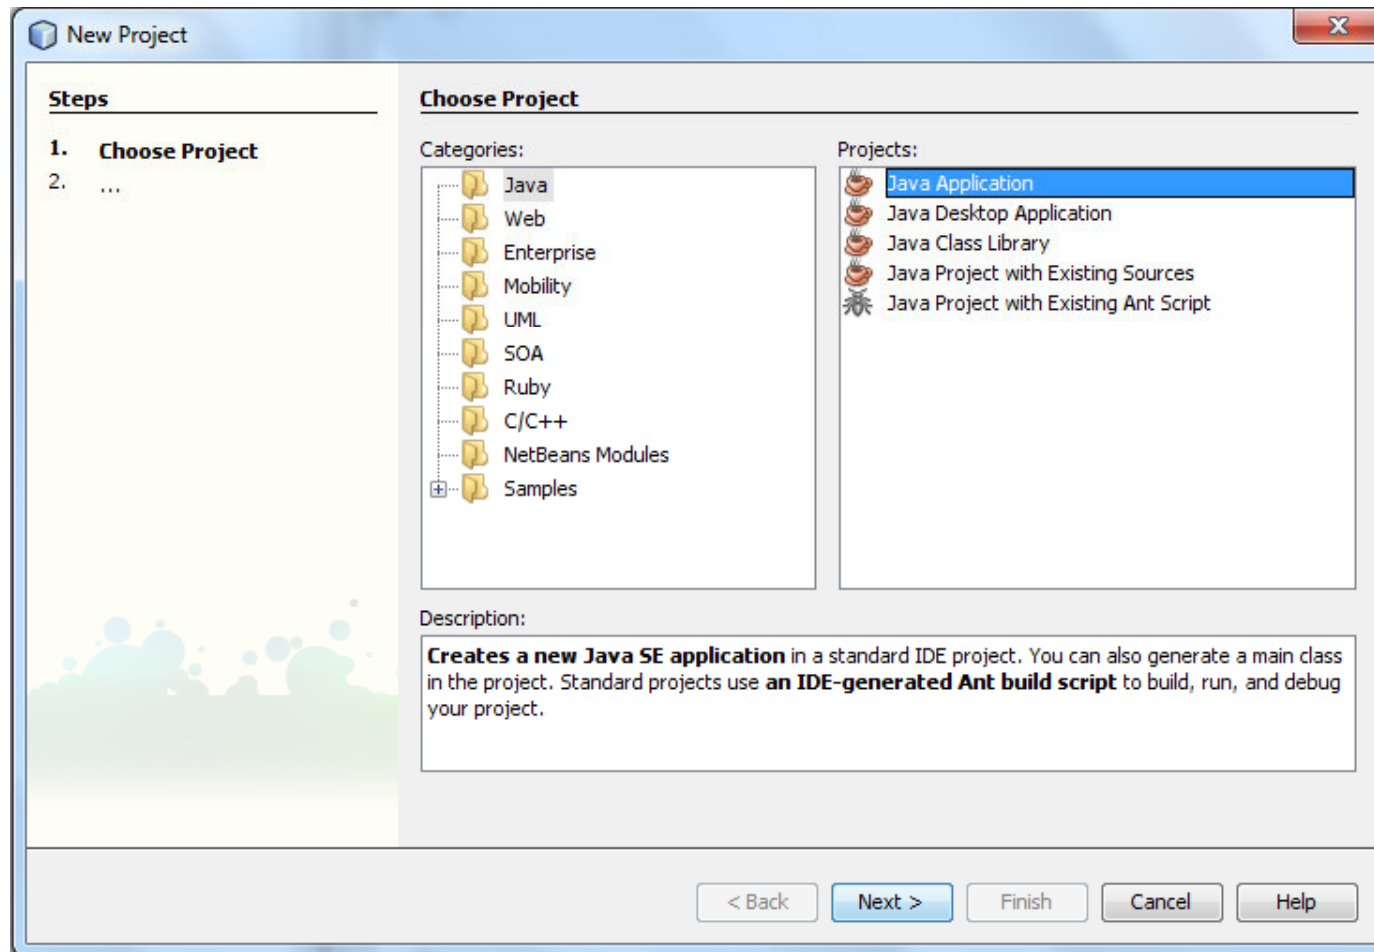 New Project
Steps
1. Choose Project
2. ...
Choose Project
Categories:
Java
Web
Enterprise
Mobility
UML
SOA
Ruby
C/C++
NetBeans Modules
Samples
Projects:
Java Application
Java Desktop Application
Java Class Library
Java Project with Existing Sources
Java Project with Existing Ant Script
Description:
Creates a new Java SE application in a standard IDE project. You can also generate a main class
in the project. Standard projects use an IDE-generated Ant build script to build, run, and debug
your project.
< Back
Next >
Finish
Cancel
Help